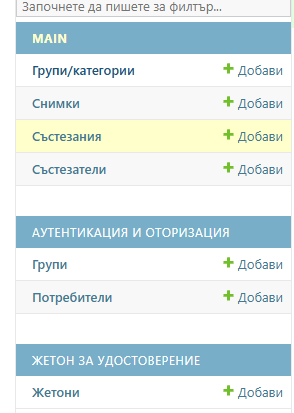 Започнете да пишете за филтър...
MAIN
Групи/категории + Добави
Снимки + Добави
Състезания + Добави
Състезатели + Добави
АУТЕНТИКАЦИЯ И ОТОРИЗАЦИЯ
Групи + Добави
Потребители + Добави
ЖЕТОН ЗА УДОСТОВЕРЕНИЕ
Жетони + Добави